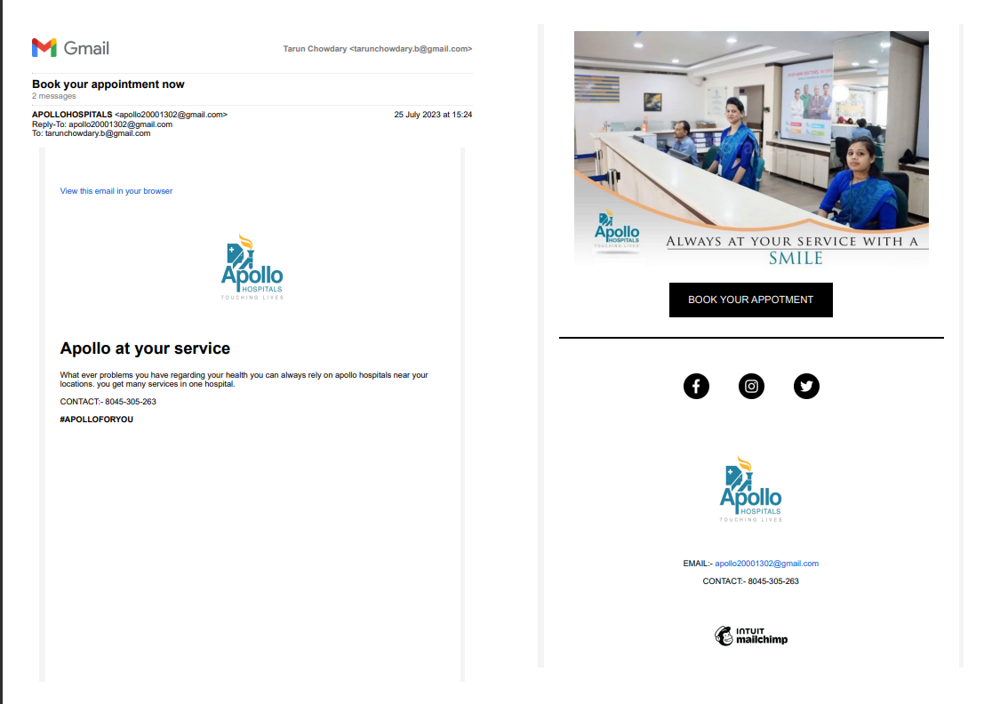 Gmail
Tarun Chowdary <tarunchowdary.b@gmail.com>
Book your appointment now
2 messages
APOLLOHOSPITALS <apollo20001302@gmail.com>
25 July 2023 at 15:24
Reply-To: apollo20001302@gmail.com
To: tarunchowdary.b@gmail.com
View this email in your browser
Apollo
HOSPITALS
TOUCHING LIVES
Apollo at your service
What ever problems you have regarding your health you can always rely on apollo hospitals near your
locations. you get many services in one hospital.
CONTACT:- 8045-305-263
#APOLLOFORYOU
Apollo
HOSPITALS
TOUCHING LIVES
ALWAYS AT YOUR SERVICE WITH A
SMILE
BOOK YOUR APPOTMENT
Apollo
HOSPITALS
TOUCHING LIVES
EMAIL:- apollo20001302@gmail.com
CONTACT:- 8045-305-263
INTUIT
mailchimp